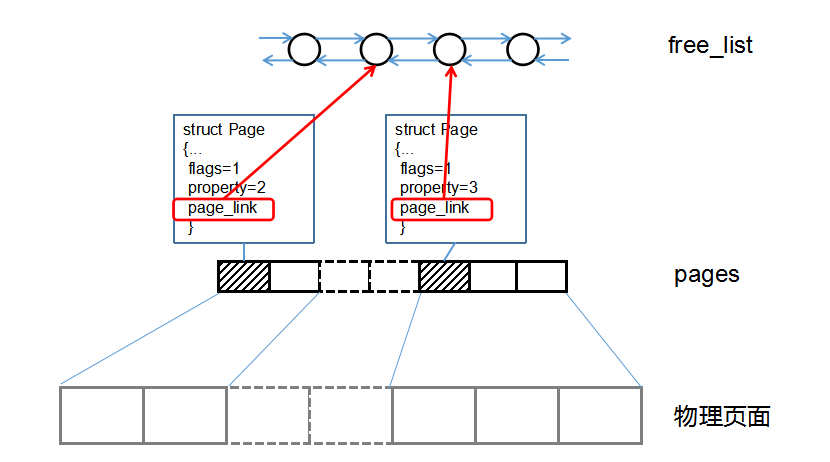 free_list
struct Page
{...
flags=1
property=2
page_link
}
struct Page
{...
flags=1
property=3
page_link
}
pages
物理页面